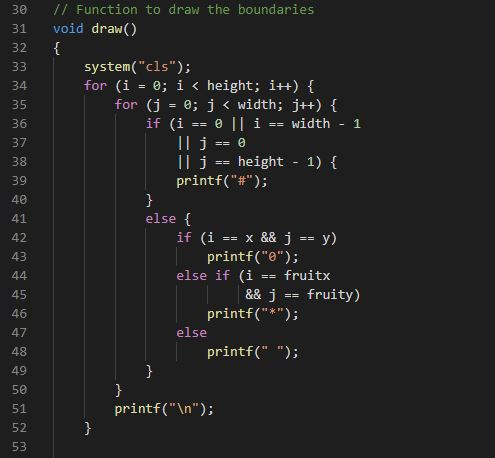 30 // Function to draw the boundaries
31 void draw()
32 {
33     system("cls");
34     for (i = 0; i < height; i++) {
35         for (j = 0; j < width; j++) {
36             if (i == 0 || i == width - 1
37                 || j == 0
38                 || j == height - 1) {
39                 printf("#");
40             }
41             else {
42                 if (i == x && j == y)
43                     printf("0");
44                 else if (i == fruitx
45                          && j == fruity)
46                     printf("*");
47                 else
48                     printf(" ");
49             }
50         }
51         printf("\n");
52     }
53